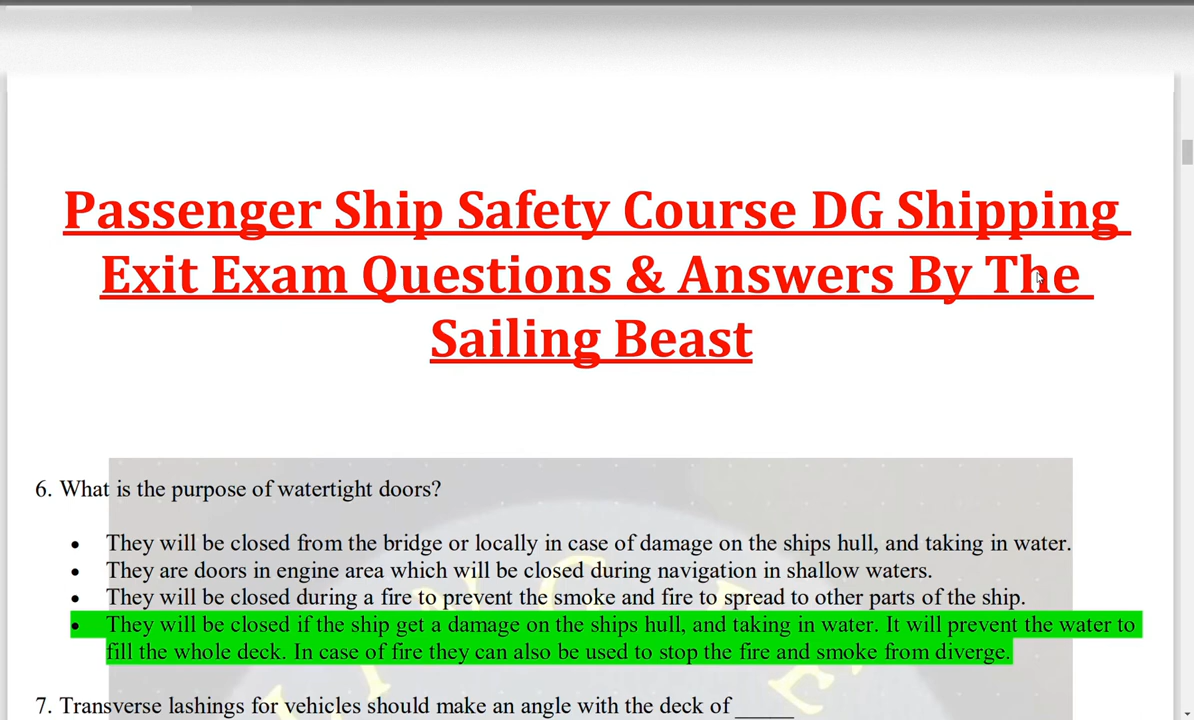 Passenger Ship Safety Course DG Shipping
Exit Exam Questions & Answers By The
Sailing Beast
6. What is the purpose of watertight doors?
• They will be closed from the bridge or locally in case of damage on the ships hull, and taking in water.
• They are doors in engine area which will be closed during navigation in shallow waters.
• They will be closed during a fire to prevent the smoke and fire to spread to other parts of the ship.
• They will be closed if the ship get a damage on the ships hull, and taking in water. It will prevent the water to
fill the whole deck. In case of fire they can also be used to stop the fire and smoke from diverge.
7. Transverse lashings for vehicles should make an angle with the deck of _____